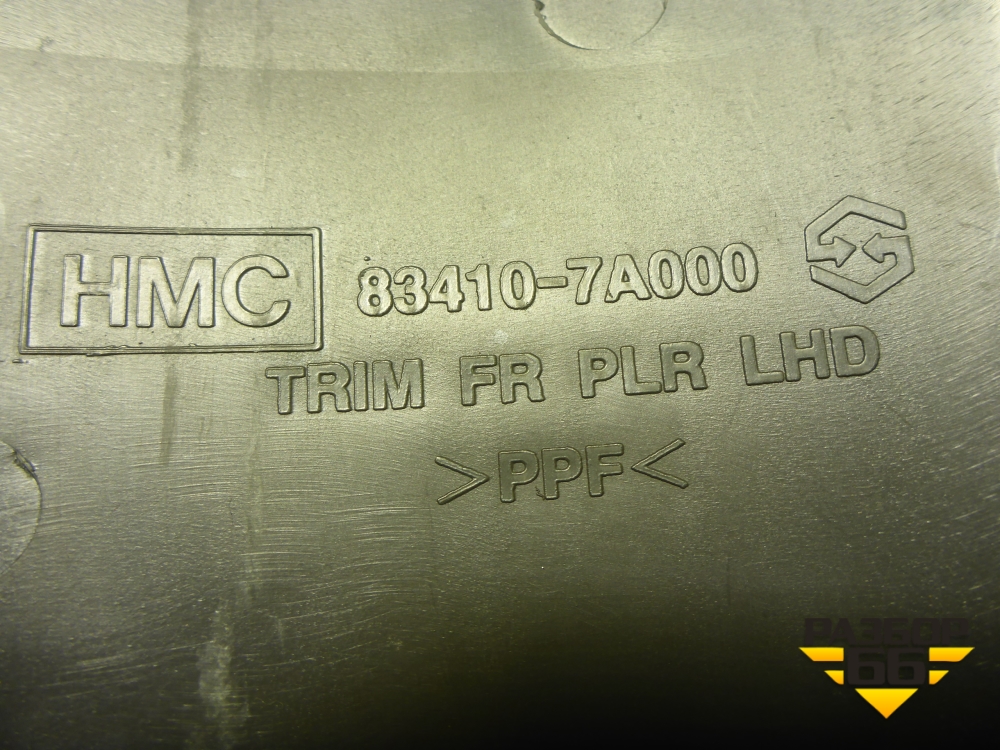 HMC 83410-7A000
TRIM FR PLR LHD
>PPF<
РАЗБОР
66